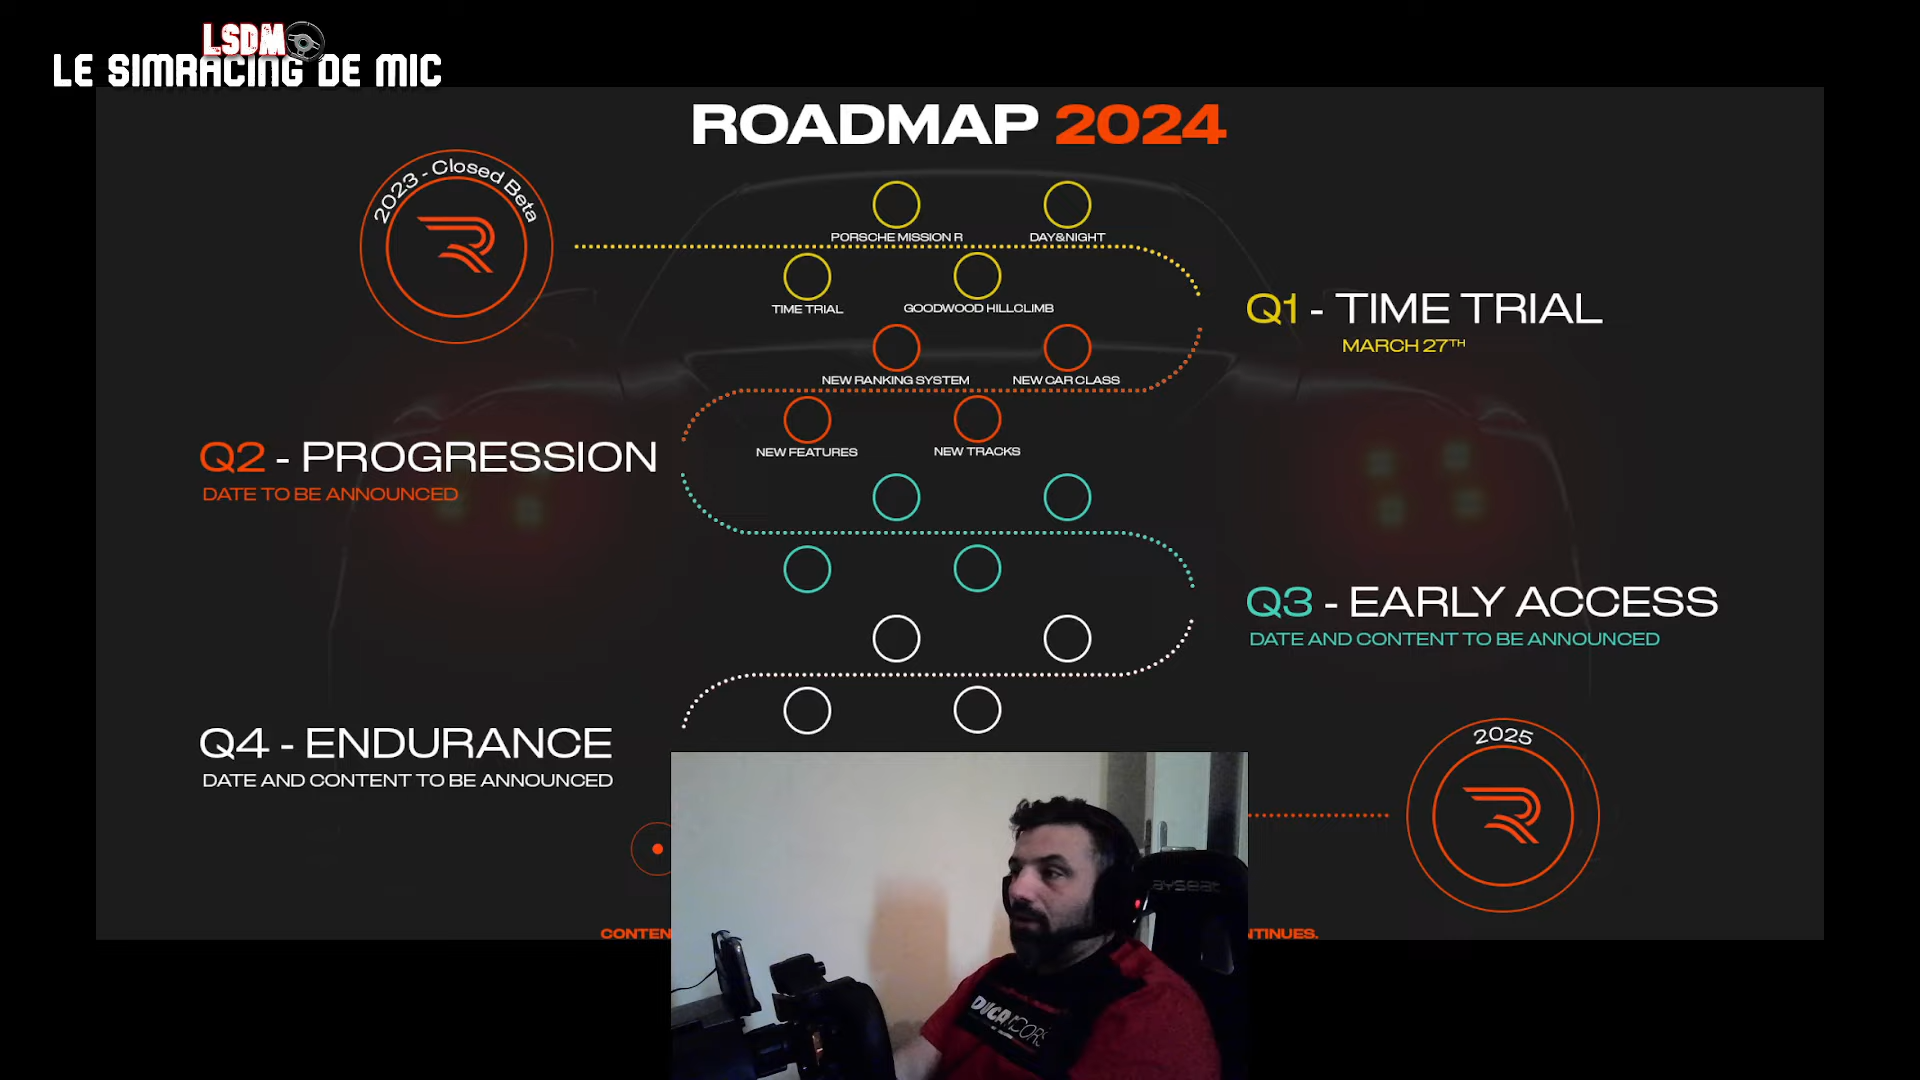 LSDM
LE SIMRACING DE MIC
ROADMAP 2024
2023 - Closed Beta
PORSCHE MISSION R
DAY&NIGHT
TIME TRIAL
GOODWOOD HILLCLIMB
Q1 - TIME TRIAL
MARCH 27TH
NEW RANKING SYSTEM
NEW CAR CLASS
Q2 - PROGRESSION
DATE TO BE ANNOUNCED
NEW FEATURES
NEW TRACKS
Q3 - EARLY ACCESS
DATE AND CONTENT TO BE ANNOUNCED
Q4 - ENDURANCE
DATE AND CONTENT TO BE ANNOUNCED
2025